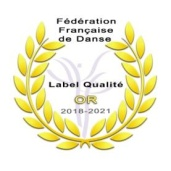 Fédération
Française
de Danse
Label Qualité
OR
2018-2021